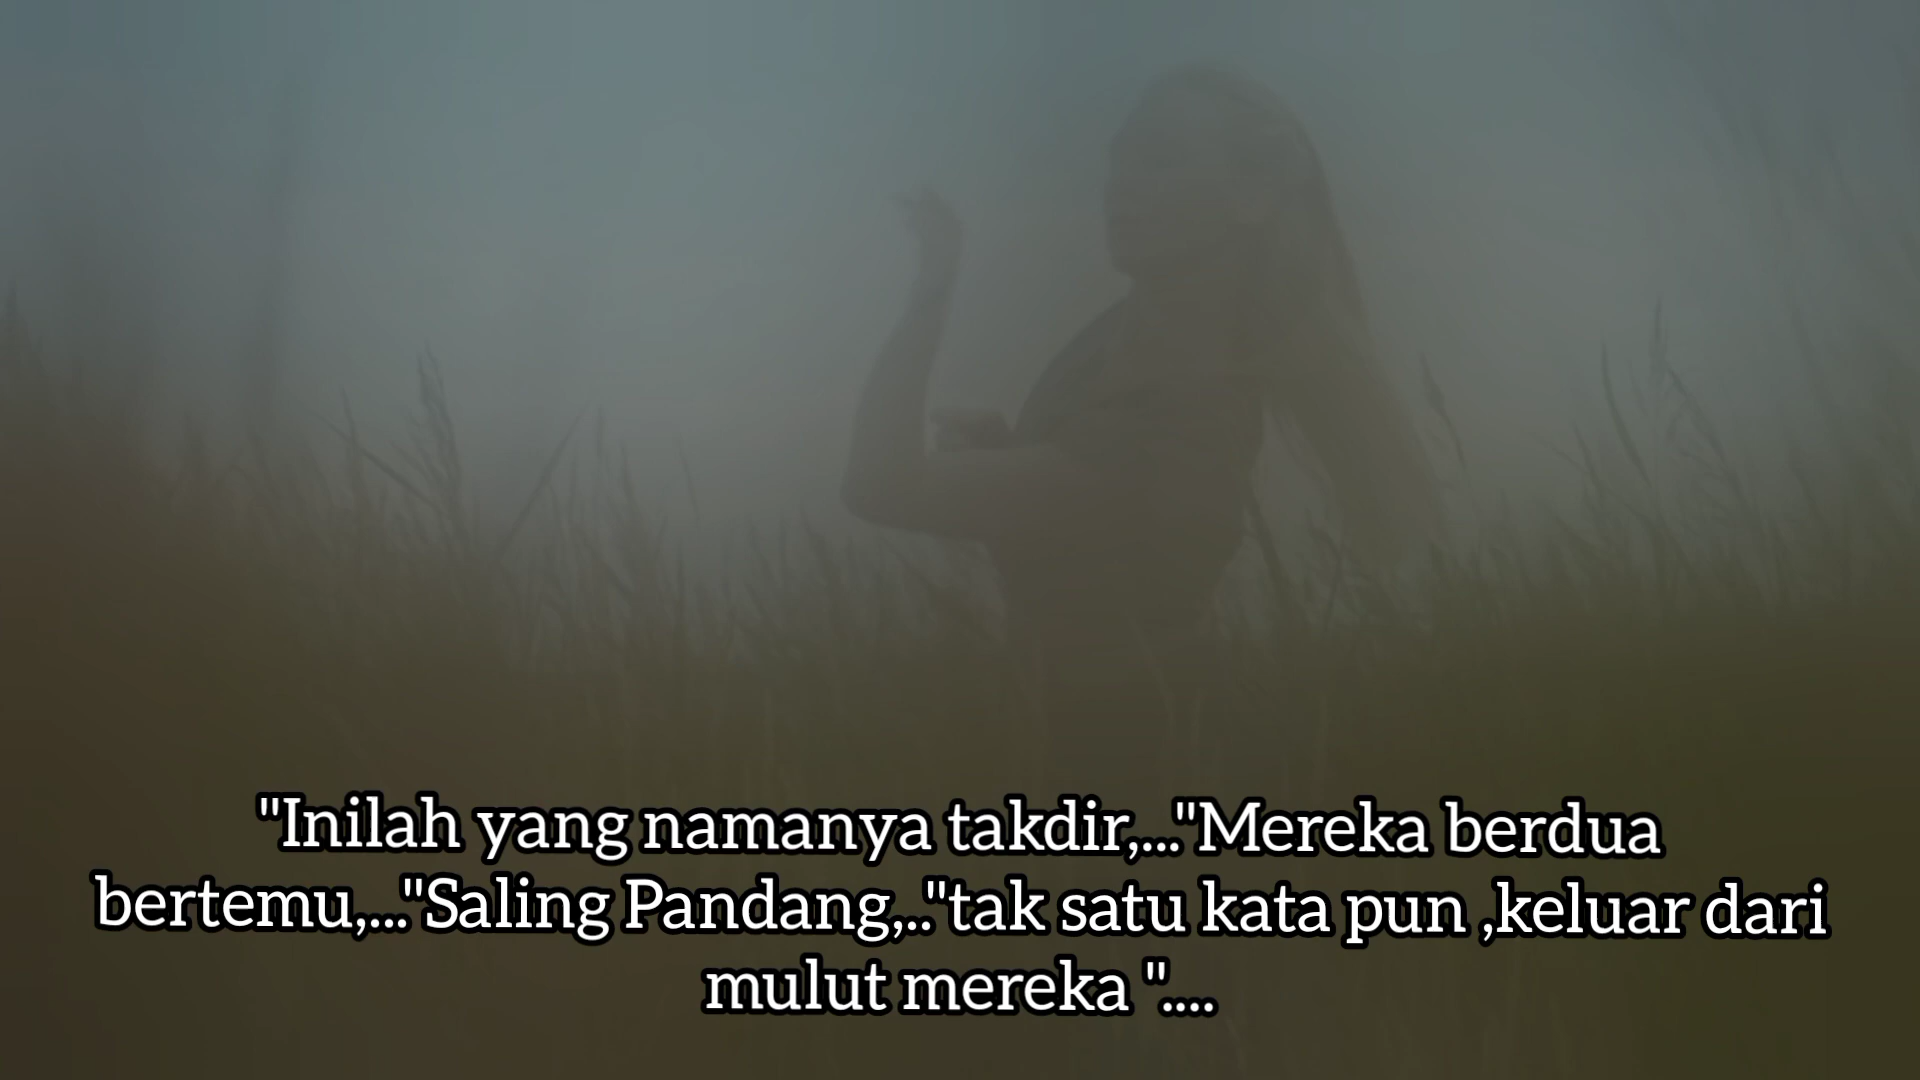 "Inilah yang namanya takdir,..."Mereka berdua
bertemu,..."Saling Pandang,.."tak satu kata pun ,keluar dari
mulut mereka "....